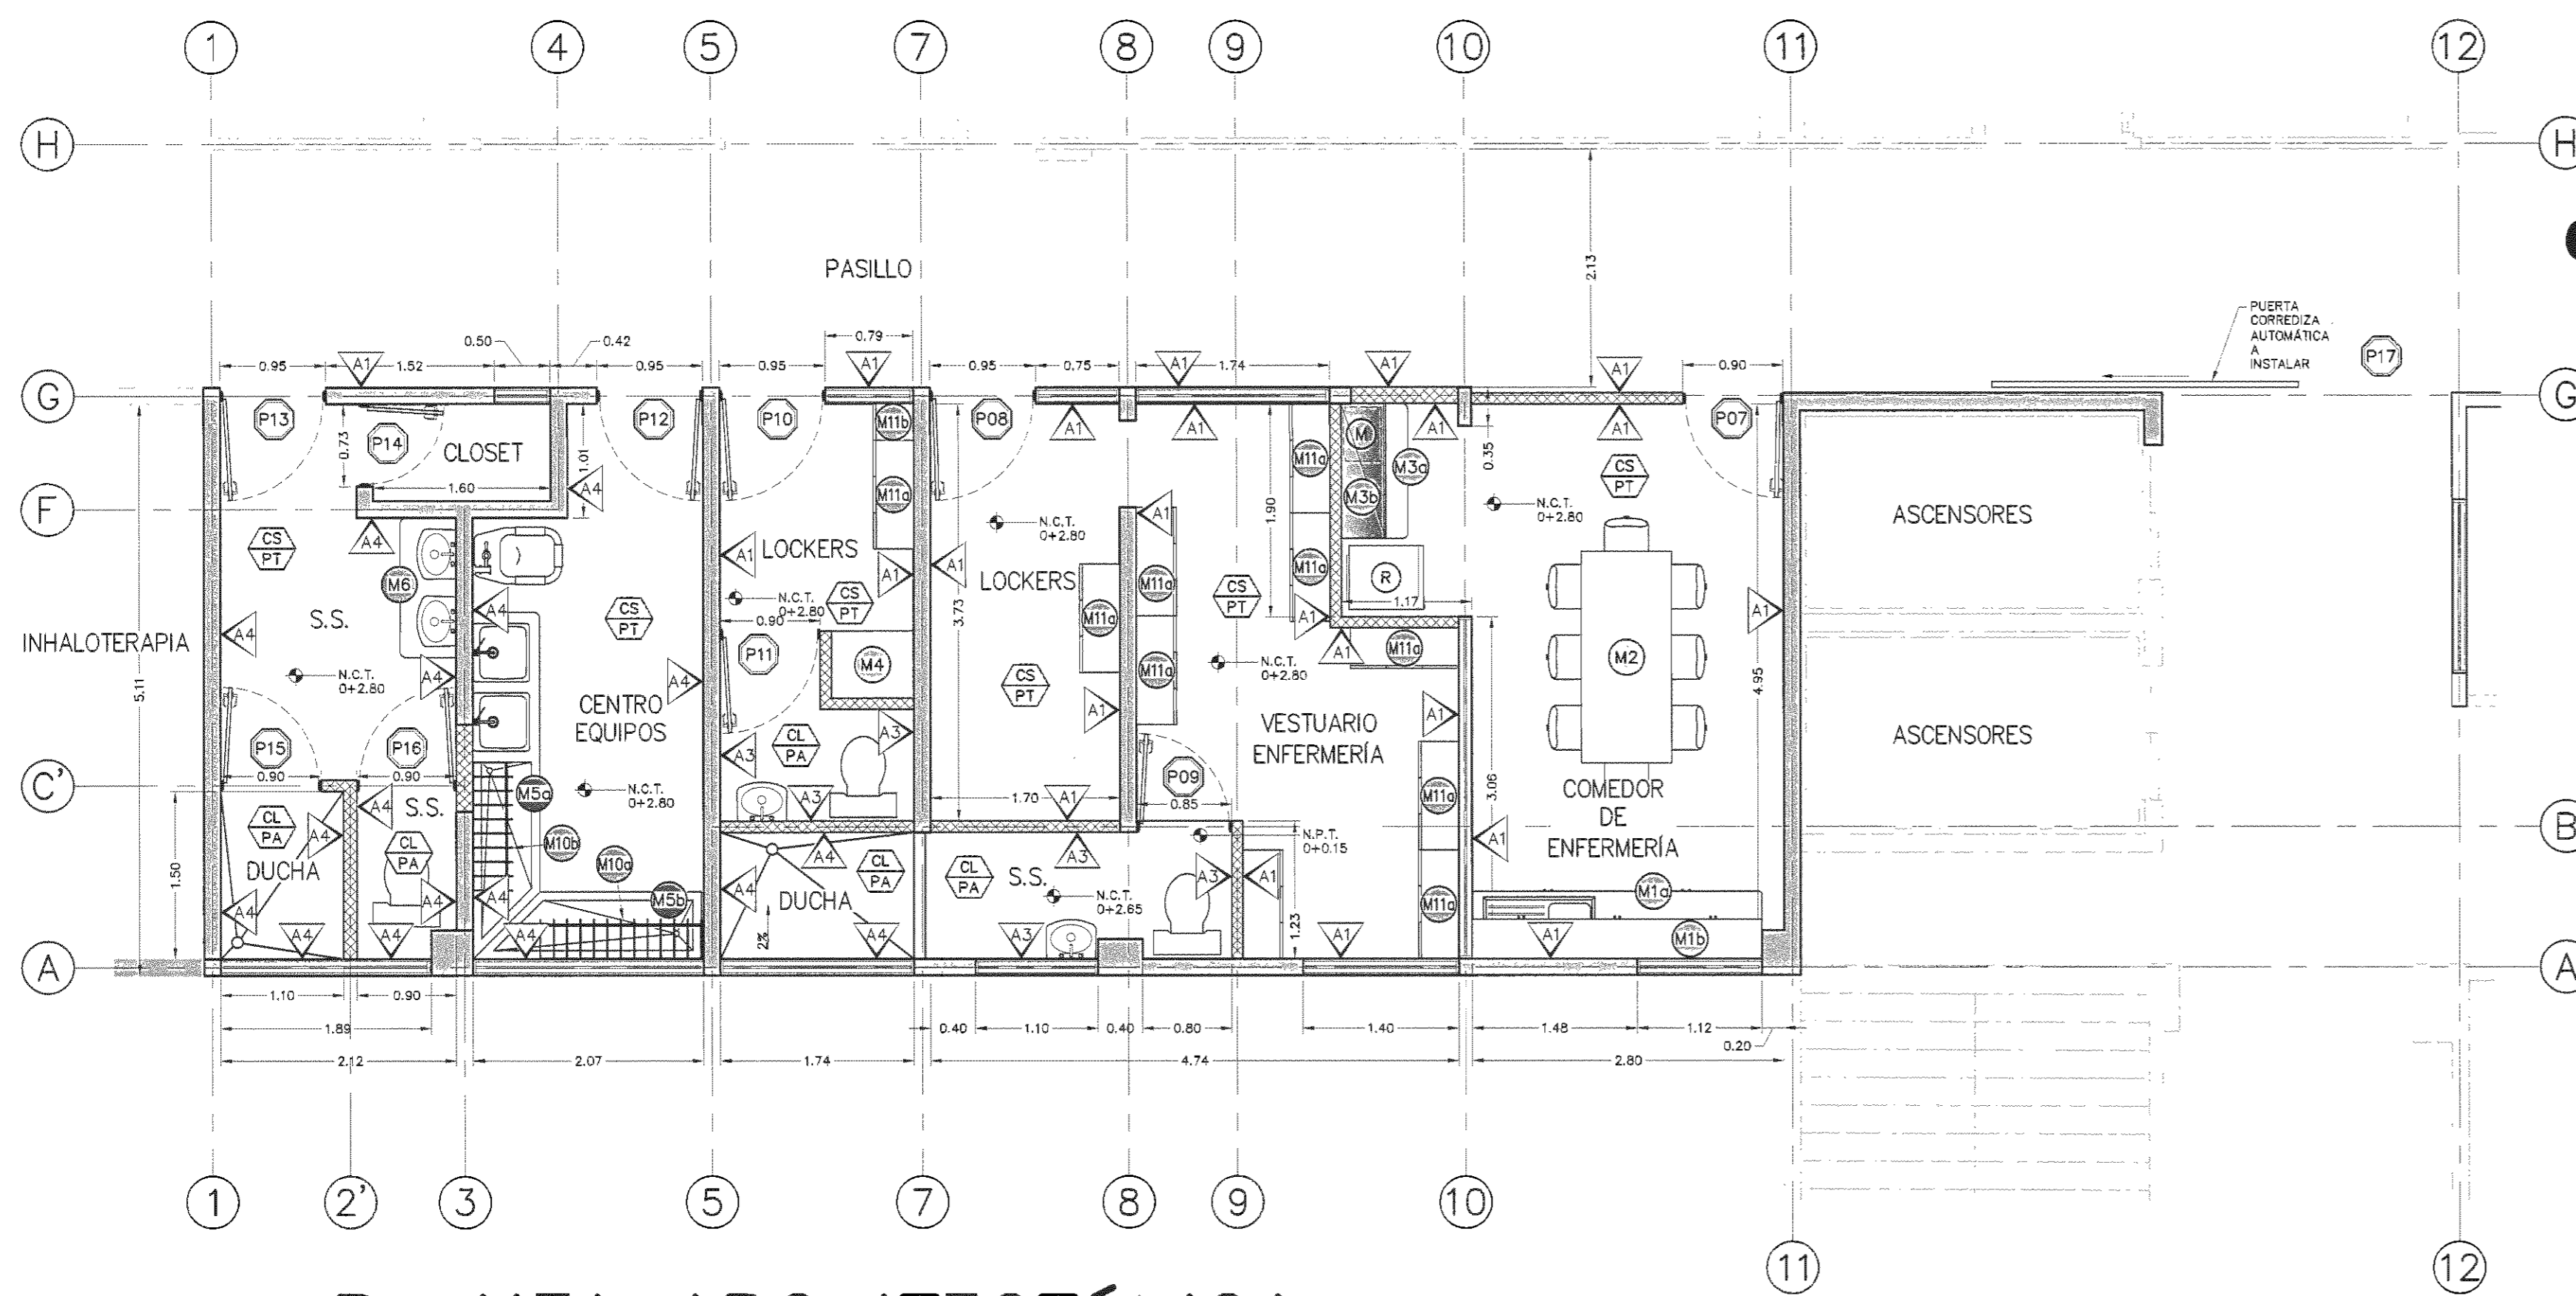 1 4 5 7 8 9 10 11 12
H H
PASILLO
2.13
PUERTA
CORREDIZA
AUTOMÁTICA
A
INSTALAR
P17
0.50 0.42 0.79
0.95 A1 1.52 0.95 0.95 A1 0.95 0.75 A1 1.74 A1 A1 0.90
G G
P13 P14 CLOSET P12 P10 M11b P08 A1 A1 M A1 A1 P07
0.73 1.01 M11a M11a M3a 0.35 CS
PT
1.60 A4 M3b
F
A4 A1 1.90 N.C.T.
0+2.80
ASCENSORES
CS
PT
N.C.T.
0+2.80
LOCKERS A1 A1 A1
M6 LOCKERS M11a M11a R
N.C.T.
0+2.80
CS
PT
CS
PT
1.17
S.S. A4 CS
PT
0.90 3.73 M11a A1 A1
INHALOTERAPIA A4
5.11
P11 M4 A1 M11a M2
N.C.T.
0+2.80
A4 A4 CS
PT
M11a N.C.T.
0+2.80
4.95
CENTRO
EQUIPOS
A1 VESTUARIO
ENFERMERÍA
A1
ASCENSORES
P15 P16 A3 CL
PA
A3
0.90 0.90 P09
C'
M5a N.C.T.
0+2.80
A3 1.70 A1 0.85 M11a 3.06 COMEDOR
DE
ENFERMERÍA
CL
PA
A4 S.S. A4
B
1.50 DUCHA CL
PA
M10b M10a A4 CL
PA
A3 N.P.T.
0+0.15
A1
A4 A4 A4 M5b A4 DUCHA CL
PA
S.S. N.C.T.
0+2.65
A3 A1 M11a M1a
A4 A4 A4 2% A4 A3 1.23 A1 A1 M1b
A A
1.10 0.90
1.89 0.40 1.10 0.40 0.80 1.40 1.48 1.12
0.20
2.12 2.07 1.74 4.74 2.80
1 2' 3 5 7 8 9 10
11 12